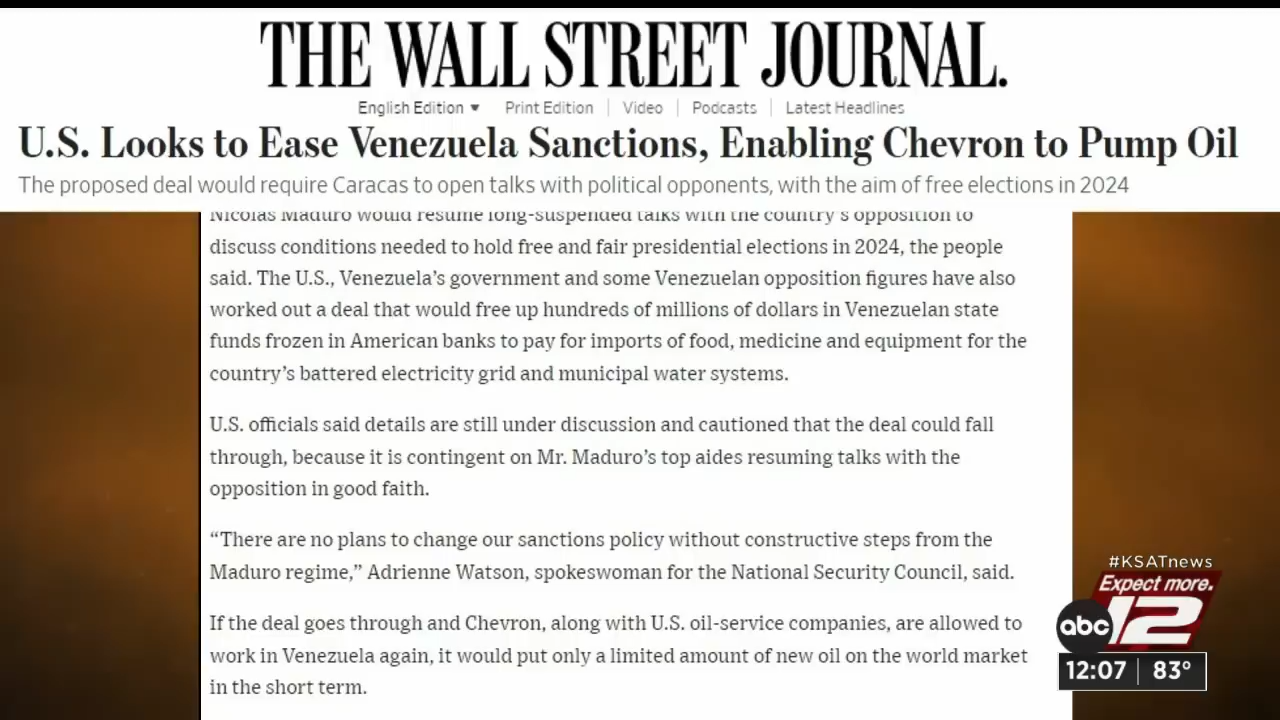 THE WALL STREET JOURNAL.
English Edition ▼ Print Edition | Video | Podcasts | Latest Headlines
U.S. Looks to Ease Venezuela Sanctions, Enabling Chevron to Pump Oil
The proposed deal would require Caracas to open talks with political opponents, with the aim of free elections in 2024
Nicolás Maduro would resume long-suspended talks with the country’s opposition to
discuss conditions needed to hold free and fair presidential elections in 2024, the people
said. The U.S., Venezuela’s government and some Venezuelan opposition figures have also
worked out a deal that would free up hundreds of millions of dollars in Venezuelan state
funds frozen in American banks to pay for imports of food, medicine and equipment for the
country’s battered electricity grid and municipal water systems.
U.S. officials said details are still under discussion and cautioned that the deal could fall
through, because it is contingent on Mr. Maduro’s top aides resuming talks with the
opposition in good faith.
“There are no plans to change our sanctions policy without constructive steps from the
Maduro regime,” Adrienne Watson, spokeswoman for the National Security Council, said.
If the deal goes through and Chevron, along with U.S. oil-service companies, are allowed to
work in Venezuela again, it would put only a limited amount of new oil on the world market
in the short term.
#KSATnews
Expect more.
abc 12
12:07 | 83°